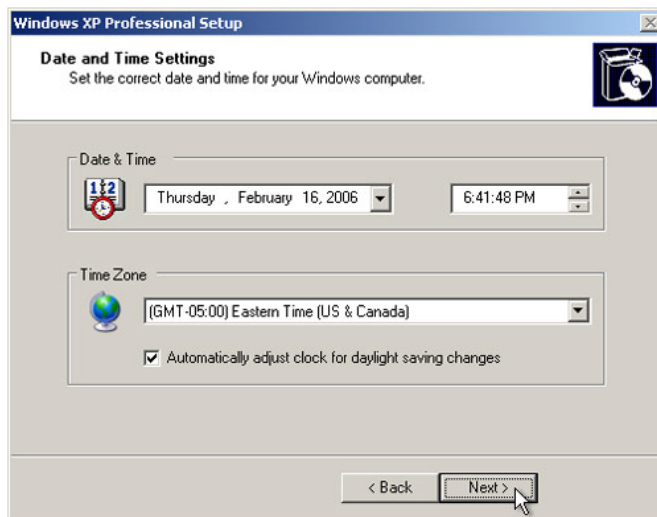 Windows XP Professional Setup
Date and Time Settings
Set the correct date and time for your Windows computer.
Date & Time
12
Thursday , February 16, 2006
6:41:48 PM
Time Zone
(GMT-05:00) Eastern Time (US & Canada)
Automatically adjust clock for daylight saving changes
< Back
Next >